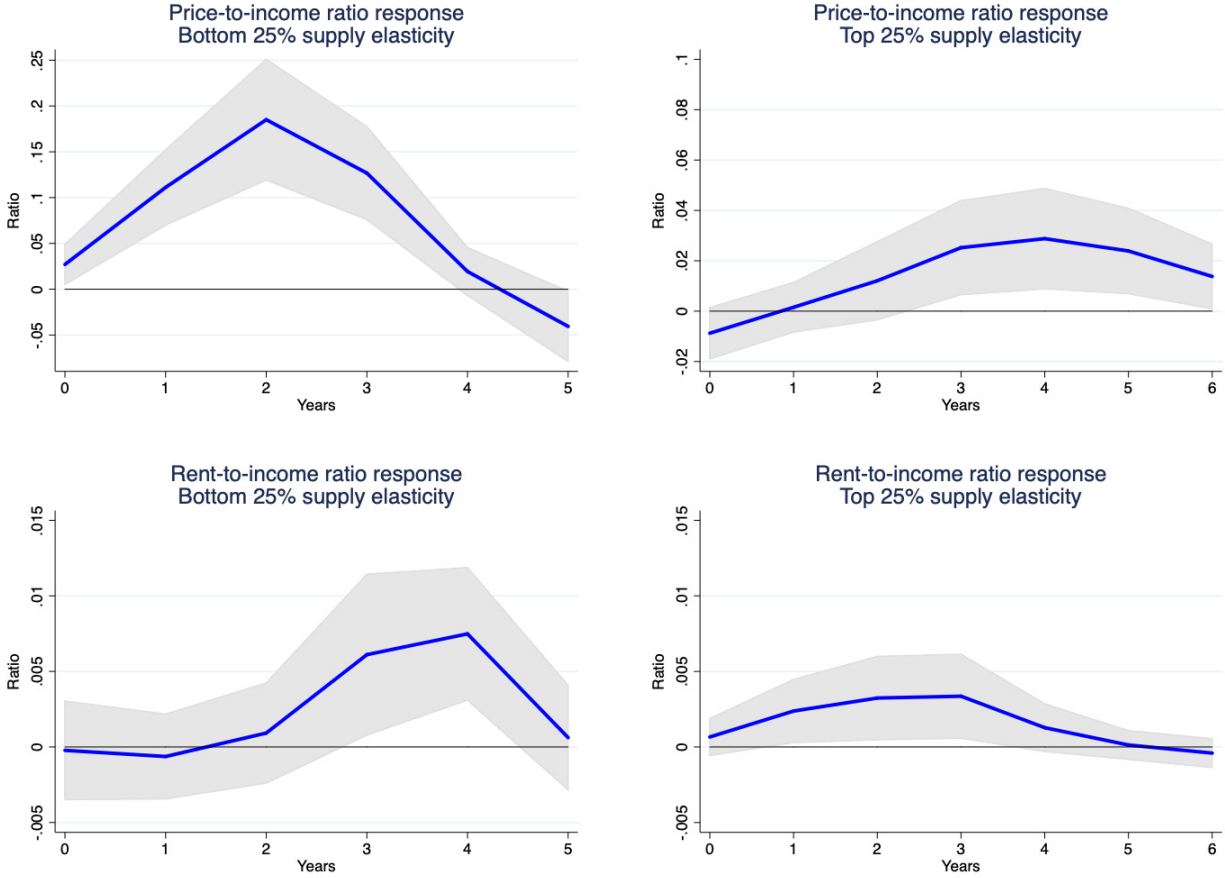 Price-to-income ratio response
Bottom 25% supply elasticity
Ratio
.25
.2
.15
.1
.05
0
-.05
0 1 2 3 4 5
Years
Price-to-income ratio response
Top 25% supply elasticity
Ratio
.1
.08
.06
.04
.02
0
-.02
0 1 2 3 4 5 6
Years
Rent-to-income ratio response
Bottom 25% supply elasticity
Ratio
.015
.01
.005
0
-.005
0 1 2 3 4 5
Years
Rent-to-income ratio response
Top 25% supply elasticity
Ratio
.015
.01
.005
0
-.005
0 1 2 3 4 5 6
Years